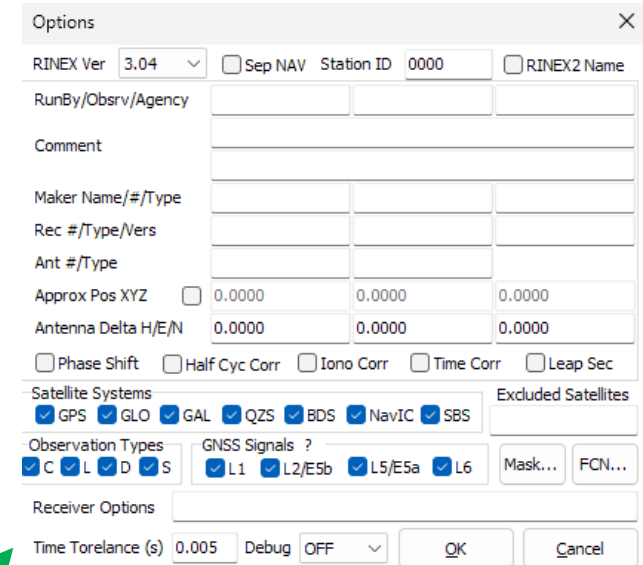 Options
RINEX Ver 3.04 Sep NAV Station ID 0000 RINEX2 Name
RunBy/Obsrv/Agency
Comment
Maker Name/#/Type
Rec #/Type/Vers
Ant #/Type
Approx Pos XYZ 0.0000 0.0000 0.0000
Antenna Delta H/E/N 0.0000 0.0000 0.0000
Phase Shift Half Cyc Corr Iono Corr Time Corr Leap Sec
Satellite Systems Excluded Satellites
GPS GLO GAL QZS BDS NavIC SBS
Observation Types GNSS Signals ?
C L D S L1 L2/E5b L5/E5a L6 Mask... FCN...
Receiver Options
Time Torelance (s) 0.005 Debug OFF OK Cancel